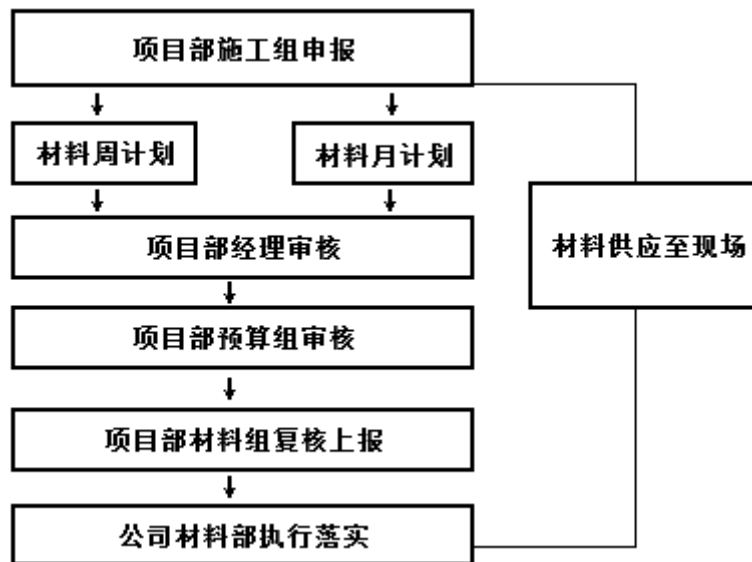 项目部施工组申报
材料周计划
材料月计划
项目部经理审核
材料供应至现场
项目部预算组审核
项目部材料组复核上报
公司材料部执行落实